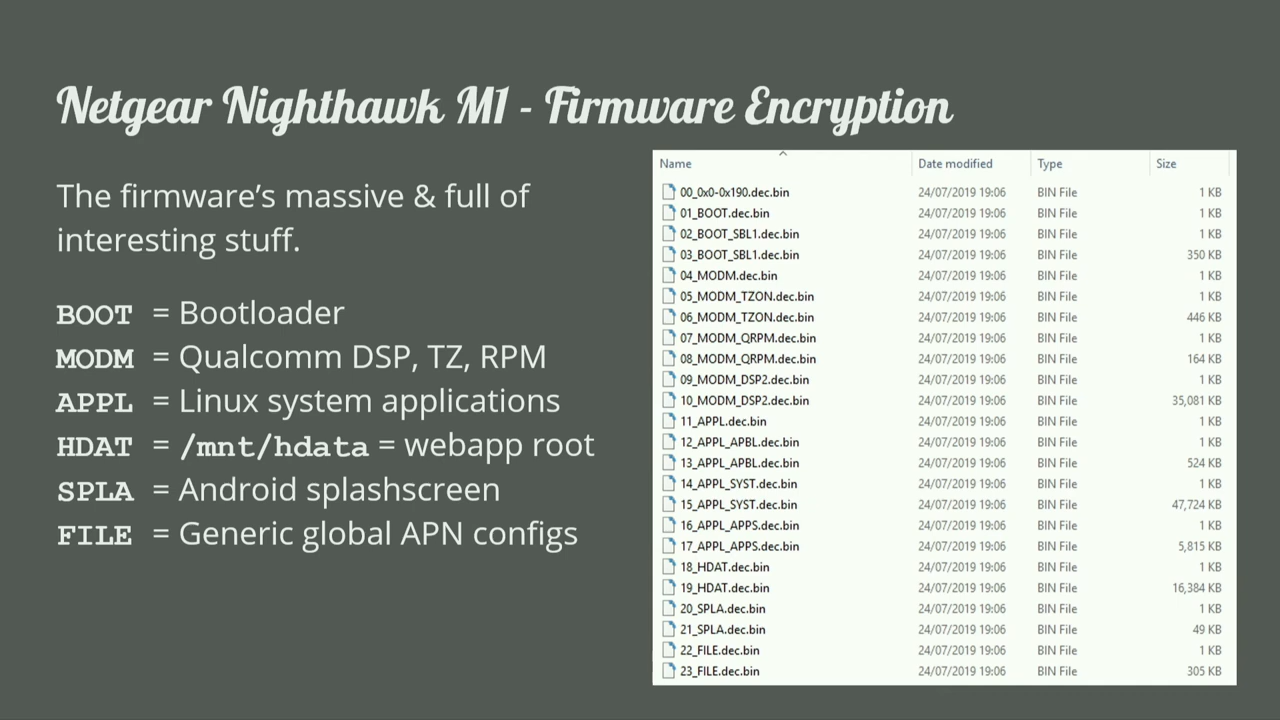 Netgear Nighthawk M1 - Firmware Encryption
The firmware's massive & full of
interesting stuff.
BOOT = Bootloader
MODM = Qualcomm DSP, TZ, RPM
APPL = Linux system applications
HDAT = /mnt/hdata = webapp root
SPLA = Android splashscreen
FILE = Generic global APN configs
Name Date modified Type Size
00_0x0-0x190.dec.bin 24/07/2019 19:06 BIN File 1 KB
01_BOOT.dec.bin 24/07/2019 19:06 BIN File 1 KB
02_BOOT_SBL1.dec.bin 24/07/2019 19:06 BIN File 1 KB
03_BOOT_SBL1.dec.bin 24/07/2019 19:06 BIN File 350 KB
04_MODM.dec.bin 24/07/2019 19:06 BIN File 1 KB
05_MODM_TZON.dec.bin 24/07/2019 19:06 BIN File 1 KB
06_MODM_TZON.dec.bin 24/07/2019 19:06 BIN File 446 KB
07_MODM_QRPM.dec.bin 24/07/2019 19:06 BIN File 1 KB
08_MODM_QRPM.dec.bin 24/07/2019 19:06 BIN File 164 KB
09_MODM_DSP2.dec.bin 24/07/2019 19:06 BIN File 1 KB
10_MODM_DSP2.dec.bin 24/07/2019 19:06 BIN File 35,081 KB
11_APPL.dec.bin 24/07/2019 19:06 BIN File 1 KB
12_APPL_APBL.dec.bin 24/07/2019 19:06 BIN File 1 KB
13_APPL_APBL.dec.bin 24/07/2019 19:06 BIN File 524 KB
14_APPL_SYST.dec.bin 24/07/2019 19:06 BIN File 1 KB
15_APPL_SYST.dec.bin 24/07/2019 19:06 BIN File 47,724 KB
16_APPL_APPS.dec.bin 24/07/2019 19:06 BIN File 1 KB
17_APPL_APPS.dec.bin 24/07/2019 19:06 BIN File 5,815 KB
18_HDAT.dec.bin 24/07/2019 19:06 BIN File 1 KB
19_HDAT.dec.bin 24/07/2019 19:06 BIN File 16,384 KB
20_SPLA.dec.bin 24/07/2019 19:06 BIN File 1 KB
21_SPLA.dec.bin 24/07/2019 19:06 BIN File 49 KB
22_FILE.dec.bin 24/07/2019 19:06 BIN File 1 KB
23_FILE.dec.bin 24/07/2019 19:06 BIN File 305 KB